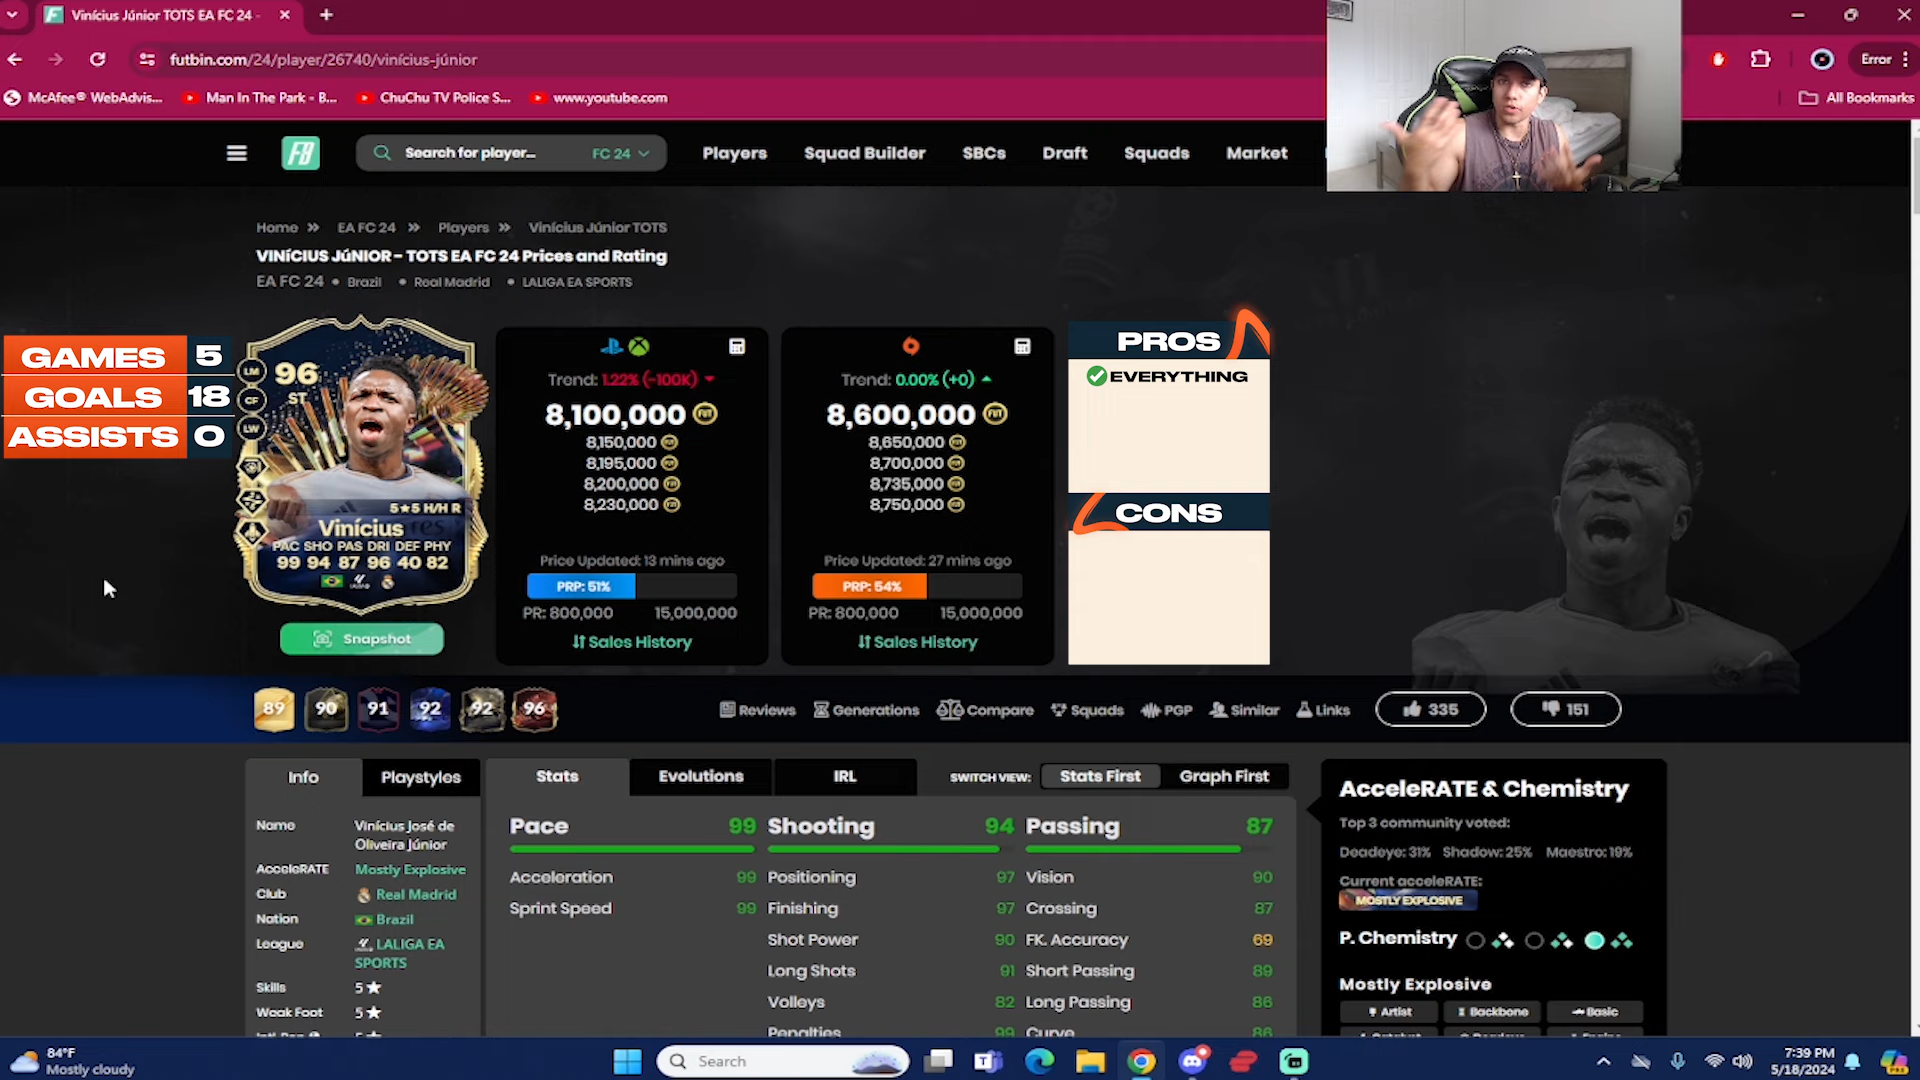 Vinícius Júnior TOTS EA FC 24 -
futbin.com/24/player/26740/vinícius-júnior
Error
McAfee® WebAdvis...
Man In The Park - B...
ChuChu TV Police S...
www.youtube.com
All Bookmarks
Search for player...
FC 24
Players
Squad Builder
SBCs
Draft
Squads
Market
Home >> EA FC 24 >> Players >> Vinícius Júnior TOTS
VINíCIUS JúNIOR - TOTS EA FC 24 Prices and Rating
EA FC 24 • Brazil • Real Madrid • LALIGA EA SPORTS
GAMES 5
GOALS 18
ASSISTS 0
LM
CF
LW
96
ST
5★5 H/H R
Vinícius
PAC SHO PAS DRI DEF PHY
99 94 87 96 40 82
Snapshot
Trend: 1.22% (-100K)
8,100,000
8,150,000
8,195,000
8,200,000
8,230,000
Price Updated: 13 mins ago
PRP: 51%
PR: 800,000 15,000,000
Sales History
Trend: 0.00% (+0)
8,600,000
8,650,000
8,700,000
8,735,000
8,750,000
Price Updated: 27 mins ago
PRP: 54%
PR: 800,000 15,000,000
Sales History
PROS
EVERYTHING
CONS
89 90 91 92 92 96
Reviews Generations Compare Squads PGP Similar Links 335 151
Info Playstyles
Name Vinícius José de
Oliveira Júnior
AcceleRATE Mostly Explosive
Club Real Madrid
Nation Brazil
League LALIGA EA
SPORTS
Skills 5★
Weak Foot 5★
Stats Evolutions IRL SWITCH VIEW: Stats First Graph First
Pace 99
Acceleration 99
Sprint Speed 99
Shooting 94
Positioning 97
Finishing 97
Shot Power 90
Long Shots 91
Volleys 82
Penalties 99
Passing 87
Vision 90
Crossing 87
FK. Accuracy 69
Short Passing 89
Long Passing 86
Curve 86
AcceleRATE & Chemistry
Top 3 community voted:
Deadeye: 31% Shadow: 25% Maestro: 19%
Current acceleRATE:
MOSTLY EXPLOSIVE
P. Chemistry
Mostly Explosive
Artist Backbone Basic
84°F
Mostly cloudy
Search
7:39 PM
5/18/2024